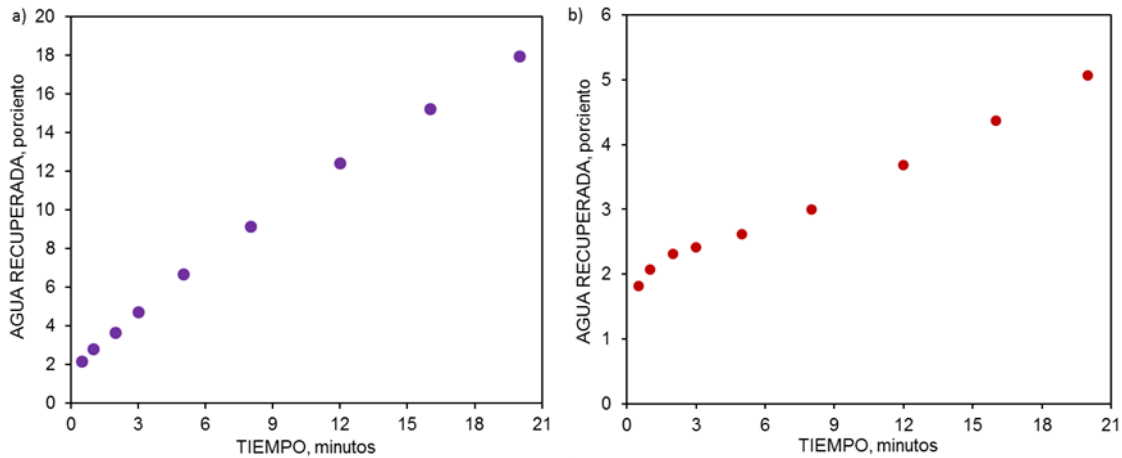 a)
AGUA RECUPERADA, porciento
20
18
16
14
12
10
8
6
4
2
0
0 3 6 9 12 15 18 21
TIEMPO, minutos
b)
AGUA RECUPERADA, porciento
6
5
4
3
2
1
0
0 3 6 9 12 15 18 21
TIEMPO, minutos